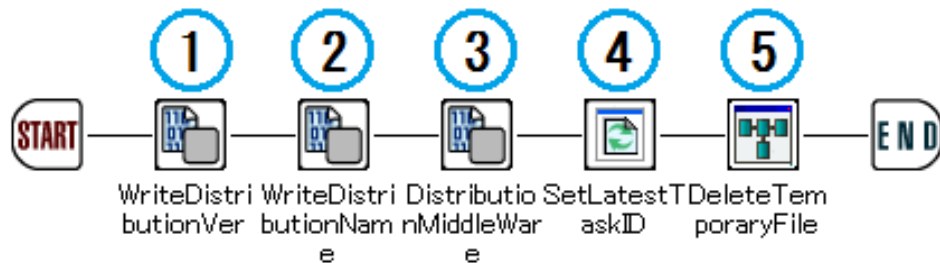 1 2 3 4 5
START END
WriteDistri WriteDistri Distributio SetLatestT DeleteTem
butionVer butionNam nMiddleWar askID poraryFile
e e